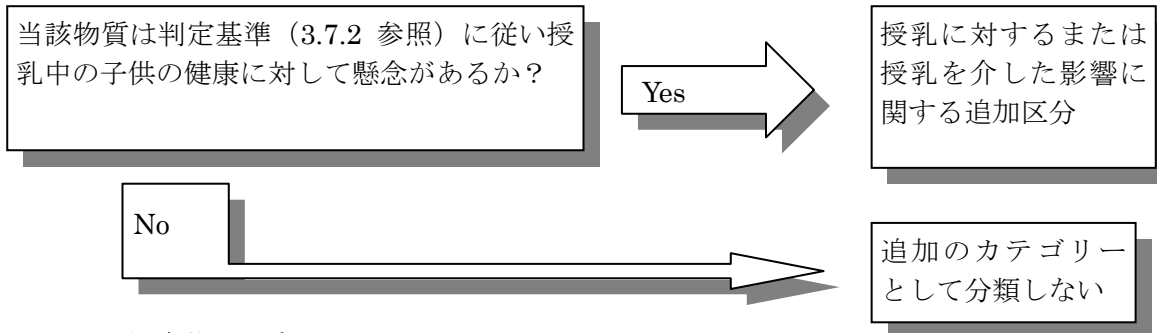 当該物質は判定基準（3.7.2 参照）に従い授
乳中の子供の健康に対して懸念があるか？
Yes
授乳に対するまたは
授乳を介した影響に
関する追加区分
No
追加のカテゴリー
として分類しない